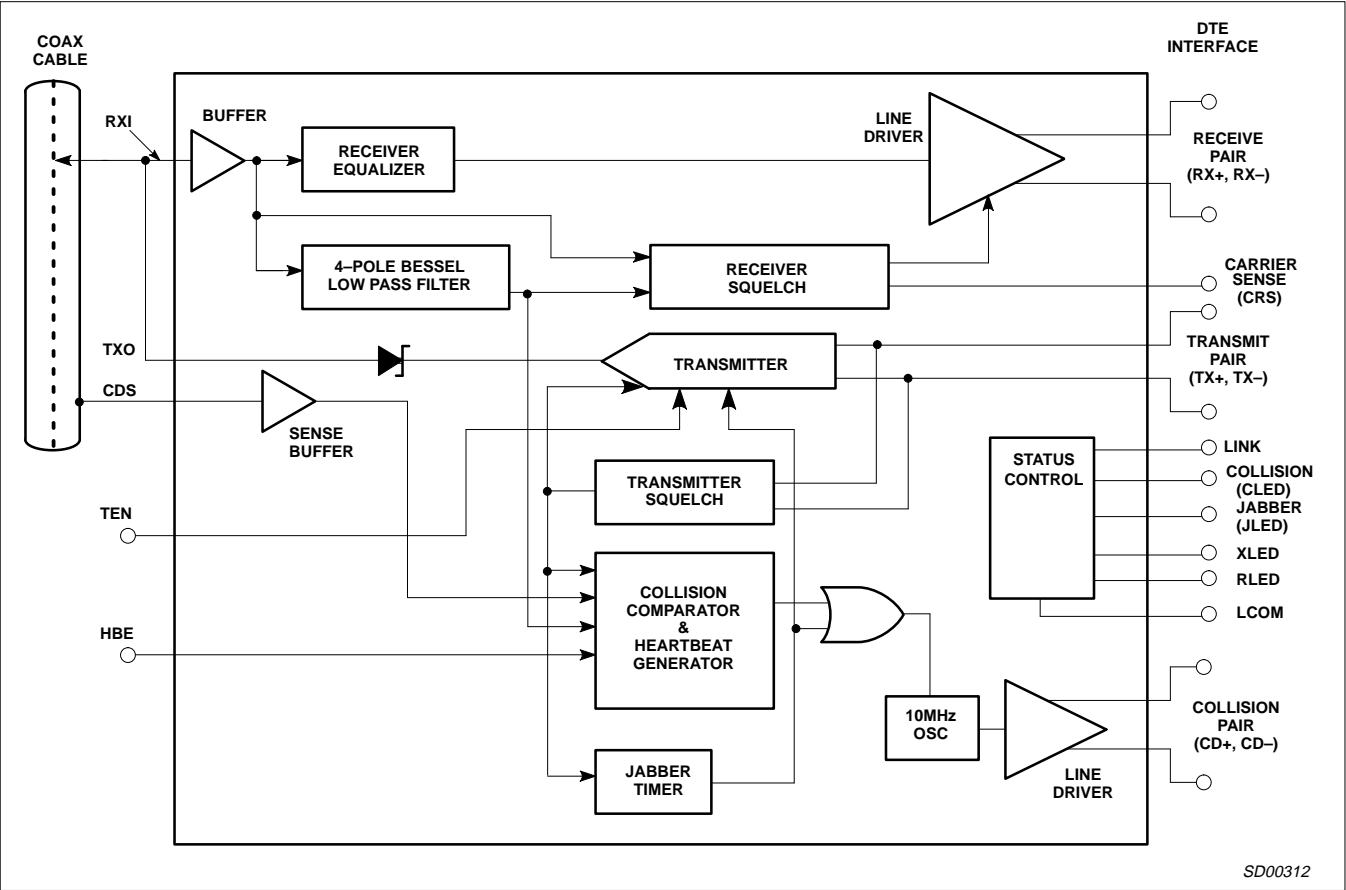 COAX
CABLE
DTE
INTERFACE
RXI
BUFFER
RECEIVER
EQUALIZER
LINE
DRIVER
RECEIVE
PAIR
(RX+, RX–)
4–POLE BESSEL
LOW PASS FILTER
RECEIVER
SQUELCH
CARRIER
SENSE
(CRS)
TXO
TRANSMITTER
TRANSMIT
PAIR
(TX+, TX–)
CDS
SENSE
BUFFER
TEN
TRANSMITTER
SQUELCH
STATUS
CONTROL
LINK
COLLISION
(CLED)
JABBER
(JLED)
XLED
RLED
LCOM
HBE
COLLISION
COMPARATOR
&
HEARTBEAT
GENERATOR
10MHz
OSC
LINE
DRIVER
COLLISION
PAIR
(CD+, CD–)
JABBER
TIMER
SD00312